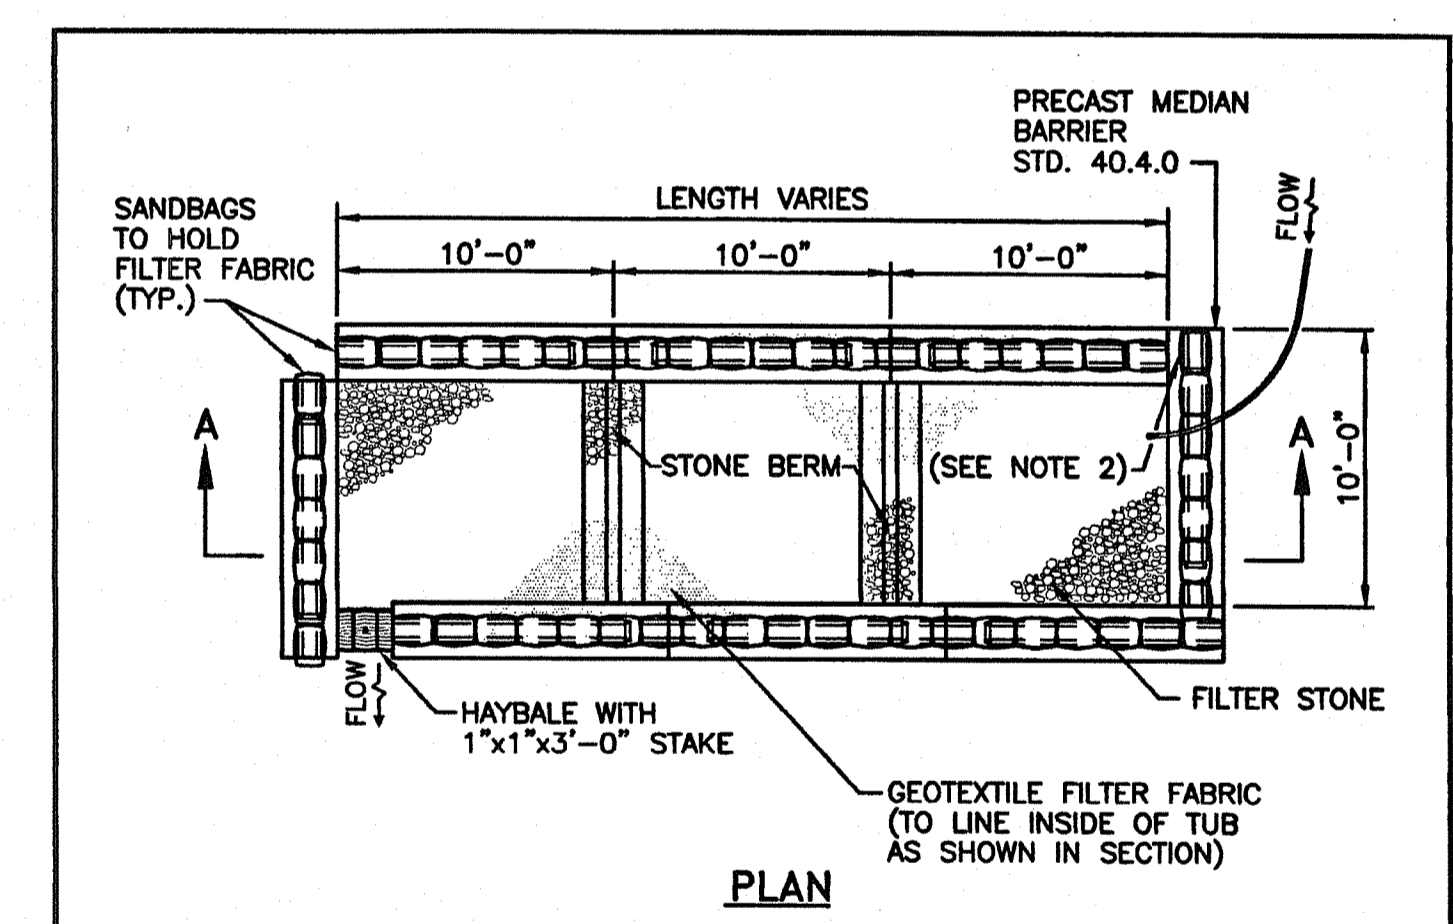 PRECAST MEDIAN
BARRIER
STD. 40.4.0
SANDBAGS
TO HOLD
FILTER FABRIC
(TYP.)
LENGTH VARIES
FLOW
10'-0" 10'-0" 10'-0"
A
STONE BERM
(SEE NOTE 2)
A
10'-0"
FLOW
HAYBALE WITH
1"x1"x3'-0" STAKE
FILTER STONE
GEOTEXTILE FILTER FABRIC
(TO LINE INSIDE OF TUB
AS SHOWN IN SECTION)
PLAN